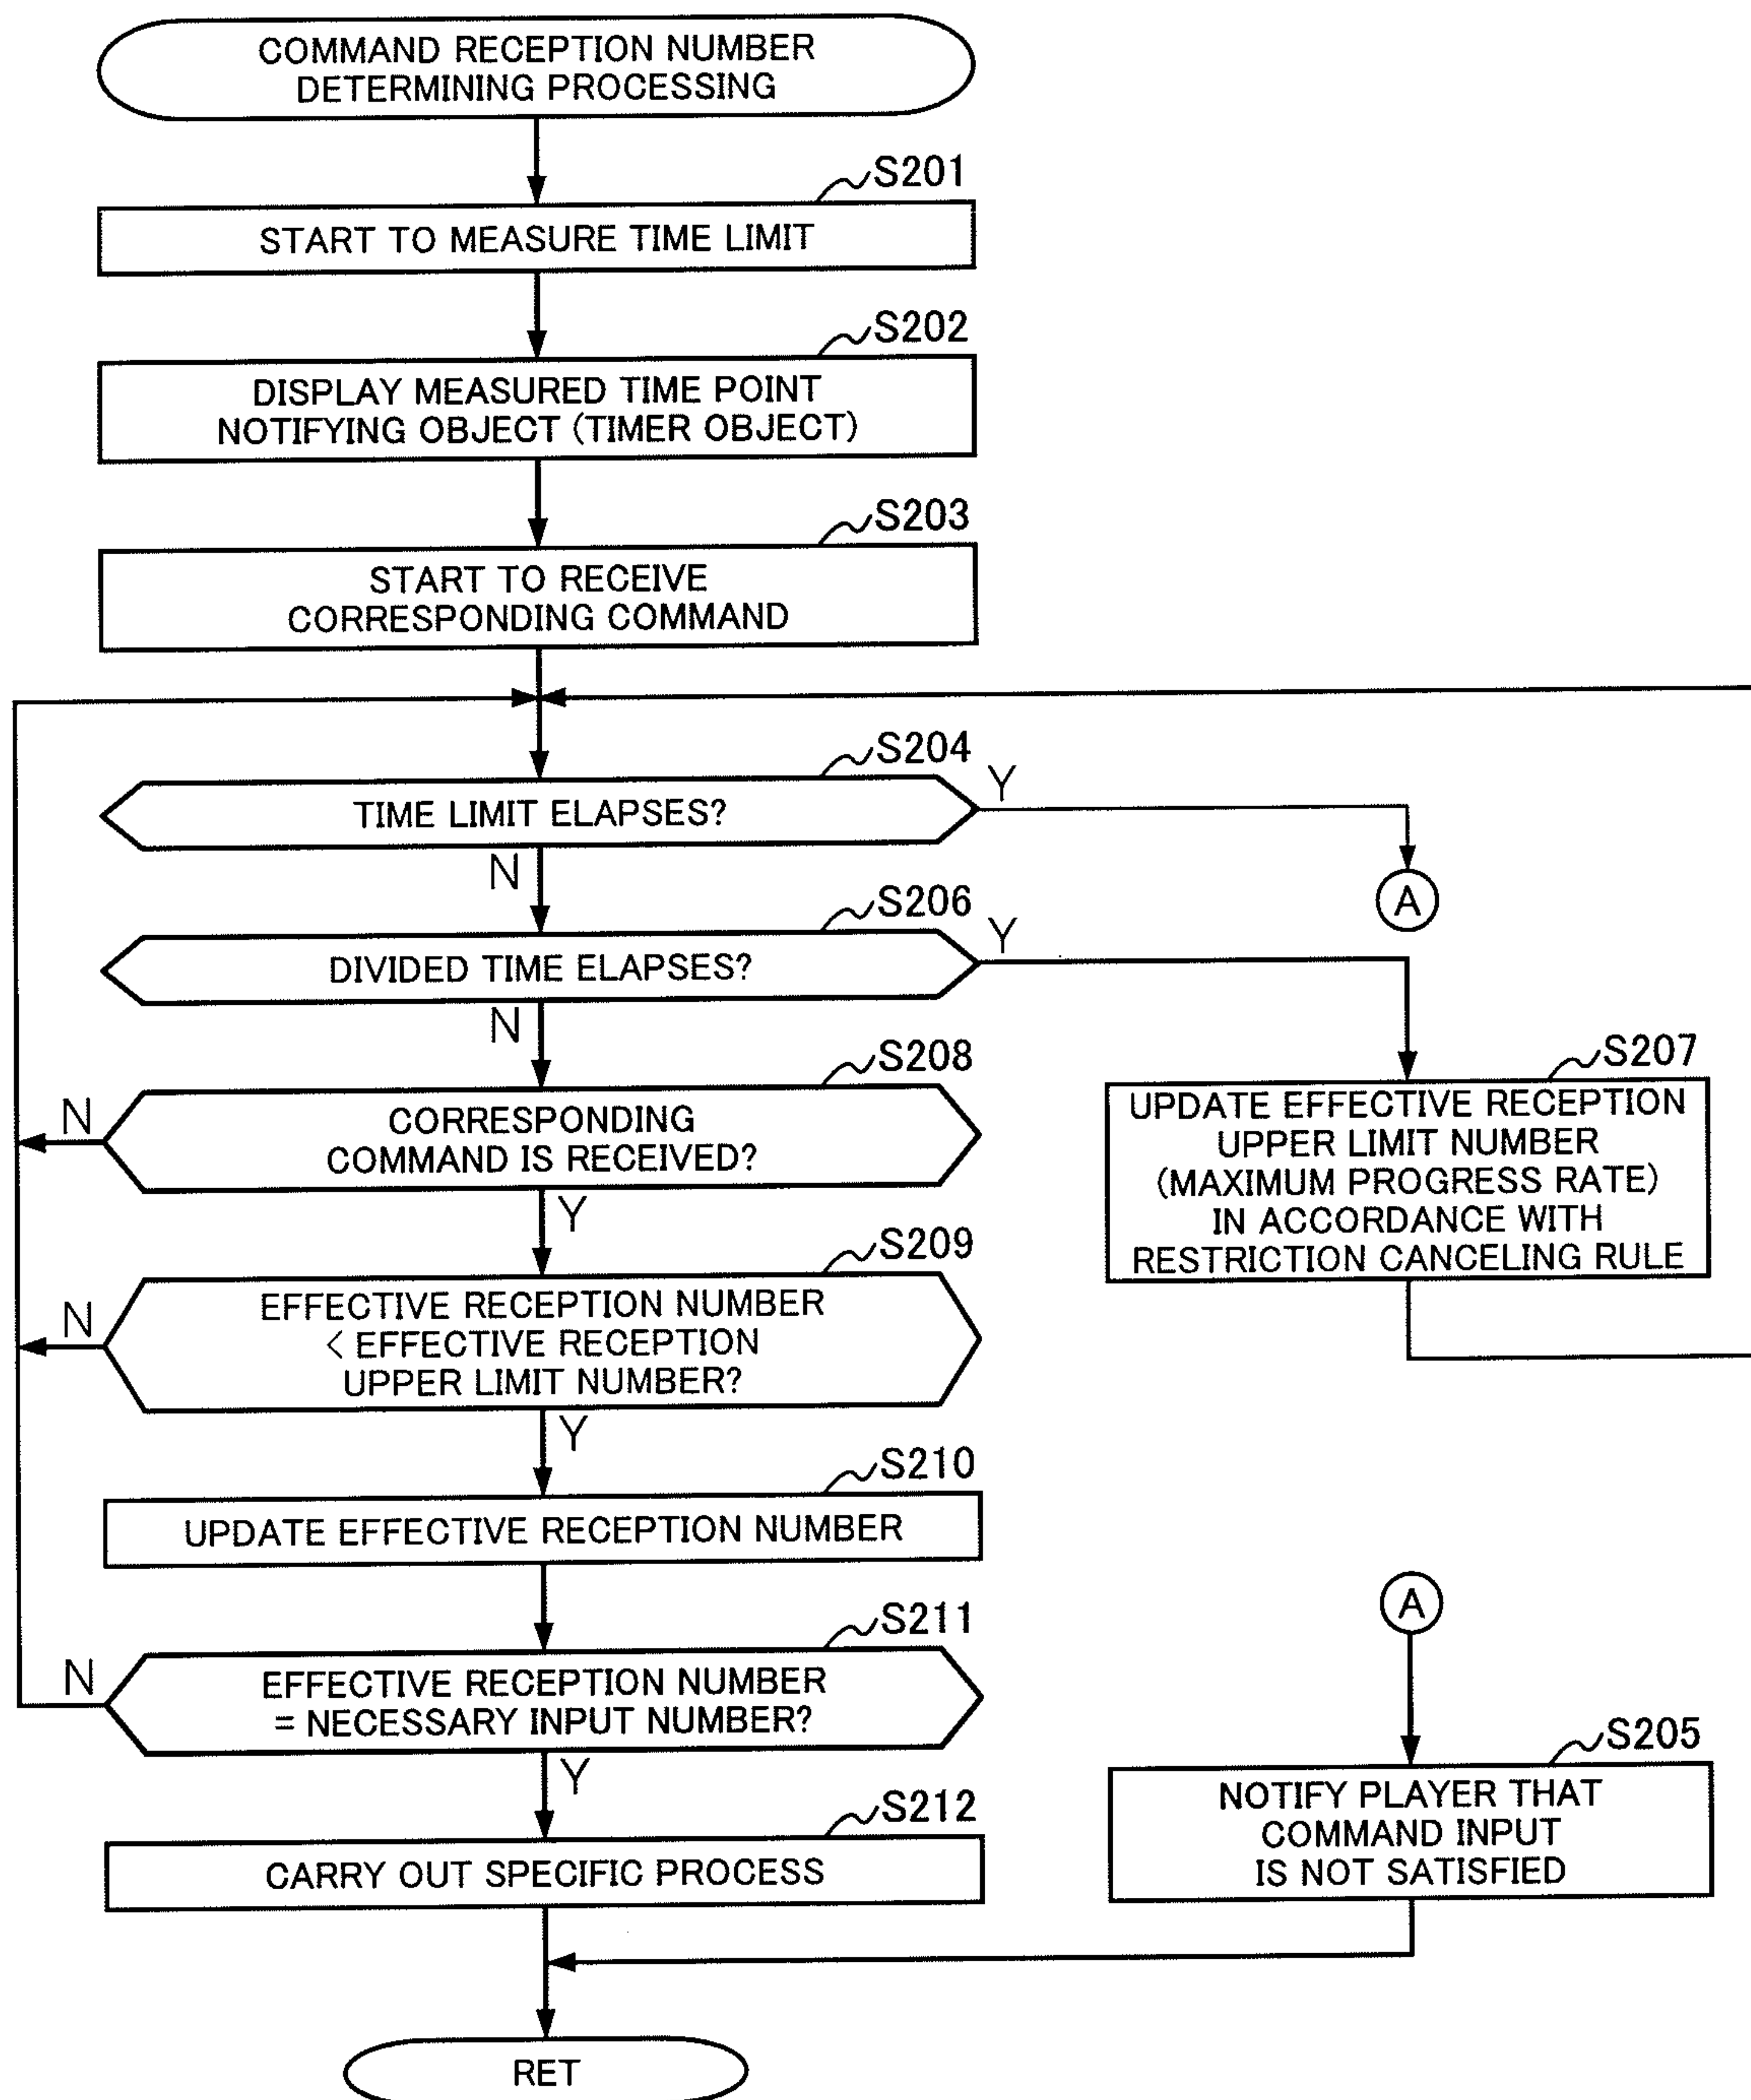 COMMAND RECEPTION NUMBER
DETERMINING PROCESSING
S201
START TO MEASURE TIME LIMIT
S202
DISPLAY MEASURED TIME POINT
NOTIFYING OBJECT (TIMER OBJECT)
S203
START TO RECEIVE
CORRESPONDING COMMAND
S204
TIME LIMIT ELAPSES?
Y
N
A
S206
DIVIDED TIME ELAPSES?
Y
N
S207
UPDATE EFFECTIVE RECEPTION
UPPER LIMIT NUMBER
(MAXIMUM PROGRESS RATE)
IN ACCORDANCE WITH
RESTRICTION CANCELING RULE
S208
CORRESPONDING
COMMAND IS RECEIVED?
N
Y
S209
EFFECTIVE RECEPTION NUMBER
< EFFECTIVE RECEPTION
UPPER LIMIT NUMBER?
N
Y
S210
UPDATE EFFECTIVE RECEPTION NUMBER
S211
EFFECTIVE RECEPTION NUMBER
= NECESSARY INPUT NUMBER?
N
Y
S212
CARRY OUT SPECIFIC PROCESS
A
S205
NOTIFY PLAYER THAT
COMMAND INPUT
IS NOT SATISFIED
RET